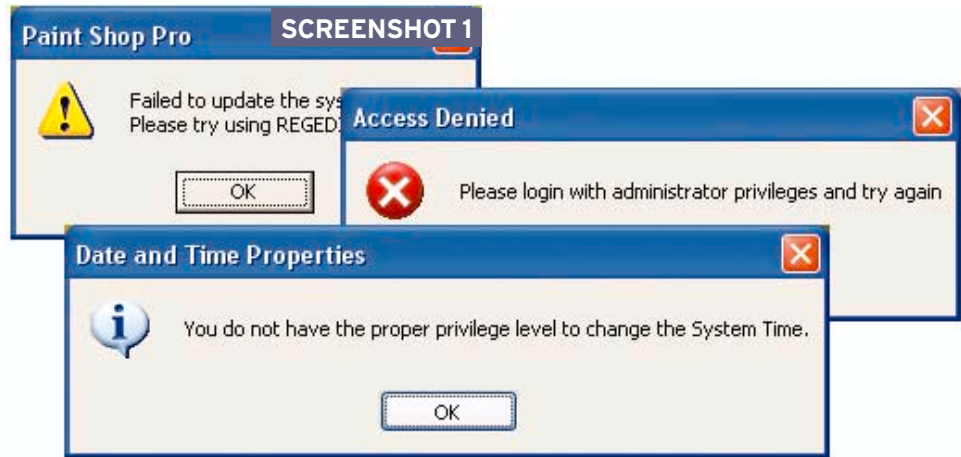 Paint Shop Pro
SCREENSHOT 1
Failed to update the
Please try using
OK
Access Denied
Please login with administrator privileges and try again
Date and Time Properties
You do not have the proper privilege level to change the System Time.
OK